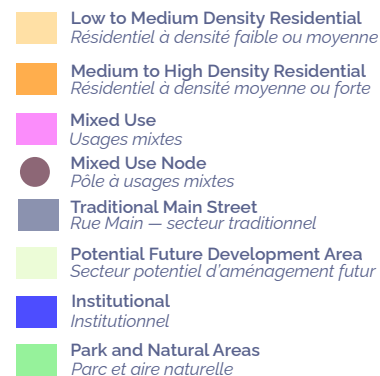 Low to Medium Density Residential
Résidentiel à densité faible ou moyenne
Medium to High Density Residential
Résidentiel à densité moyenne ou forte
Mixed Use
Usages mixtes
Mixed Use Node
Pôle à usages mixtes
Traditional Main Street
Rue Main — secteur traditionnel
Potential Future Development Area
Secteur potentiel d'aménagement futur
Institutional
Institutionnel
Park and Natural Areas
Parc et aire naturelle